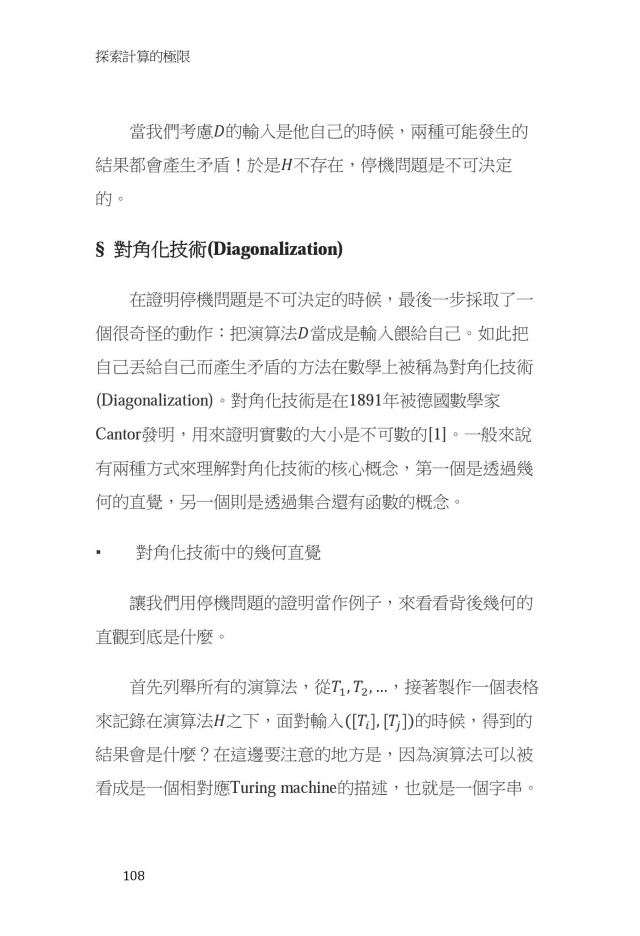 探索計算的極限
當我們考慮D的輸入是他自己的時候，兩種可能發生的
結果都會產生矛盾！於是H不存在，停機問題是不可決定
的。
§ 對角化技術(Diagonalization)
在證明停機問題是不可決定的時候，最後一步採取了一
個很奇怪的動作：把演算法D當成是輸入餵給自己。如此把
自己丟給自己而產生矛盾的方法在數學上被稱為對角化技術
(Diagonalization)。對角化技術是在1891年被德國數學家
Cantor發明，用來證明實數的大小是不可數的[1]。一般來說
有兩種方式來理解對角化技術的核心概念，第一個是透過幾
何的直覺，另一個則是透過集合還有函數的概念。
▪ 對角化技術中的幾何直覺
讓我們用停機問題的證明當作例子，來看看背後幾何的
直觀到底是什麼。
首先列舉所有的演算法，從T₁, T₂, …，接著製作一個表格
來記錄在演算法H之下，面對輸入([Tᵢ], [Tⱼ])的時候，得到的
結果會是什麼？在這邊要注意的地方是，因為演算法可以被
看成是一個相對應Turing machine的描述，也就是一個字串。
108